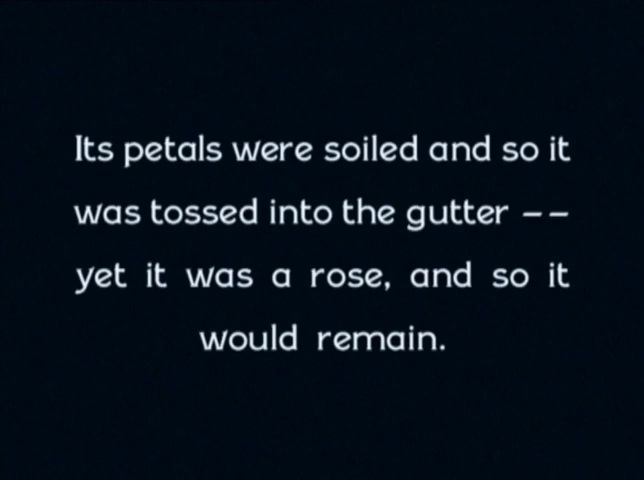 Its petals were soiled and so it
was tossed into the gutter --
yet it was a rose, and so it
would remain.